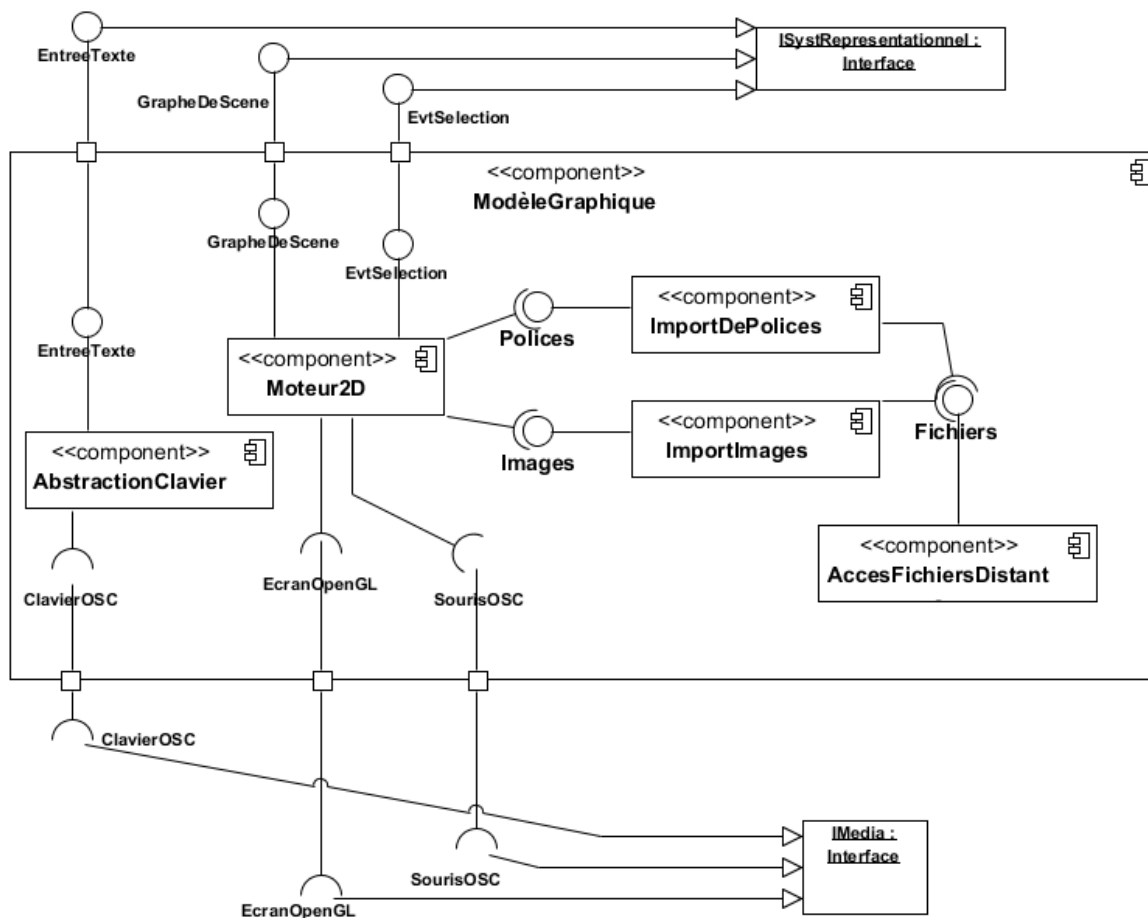 EntreeTexte
ISystRepresentationnel :
Interface
GrapheDeScene
EvtSelection
<<component>>
ModèleGraphique
GrapheDeScene
EvtSelection
EntreeTexte
<<component>>
ImportDePolices
Polices
<<component>>
Moteur2D
<<component>>
ImportImages
Images
Fichiers
<<component>>
AbstractionClavier
<<component>>
AccesFichiersDistant
EcranOpenGL
ClavierOSC
SourisOSC
ClavierOSC
IMedia :
Interface
SourisOSC
EcranOpenGL